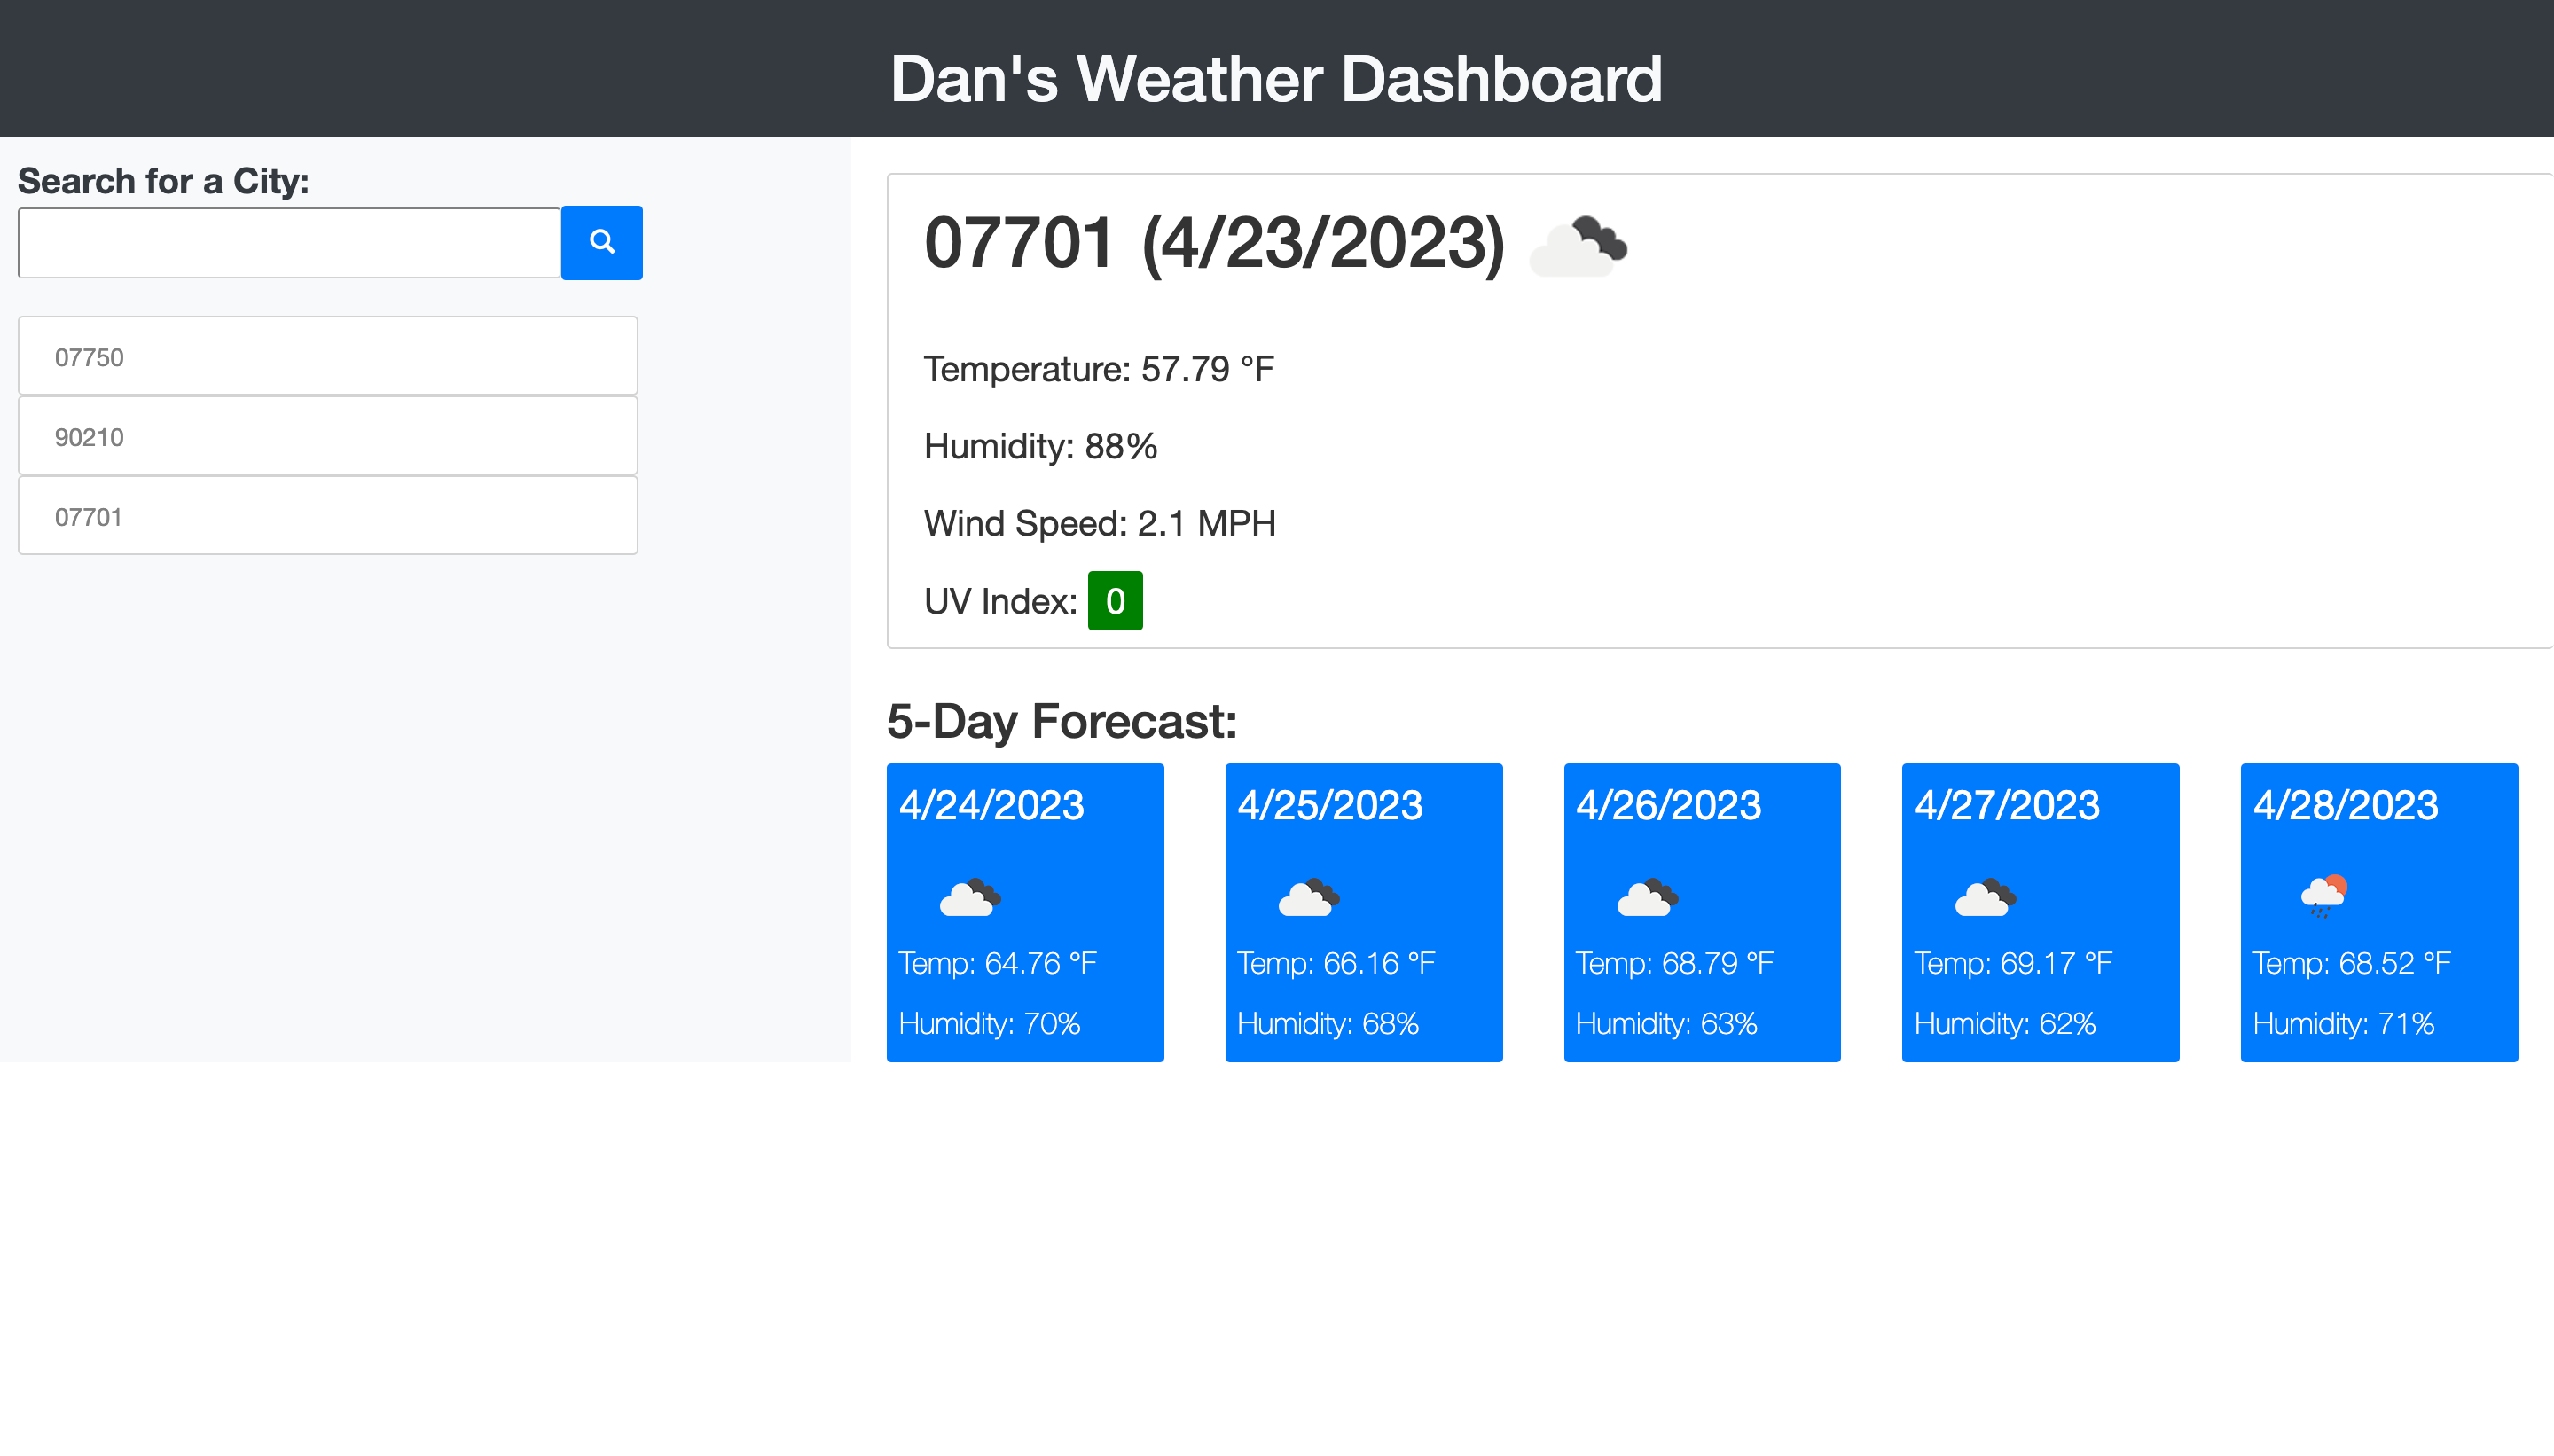 Dan's Weather Dashboard
Search for a City:
07750
90210
07701
07701 (4/23/2023)
Temperature: 57.79 °F
Humidity: 88%
Wind Speed: 2.1 MPH
UV Index: 0
5-Day Forecast:
4/24/2023
Temp: 64.76 °F
Humidity: 70%
4/25/2023
Temp: 66.16 °F
Humidity: 68%
4/26/2023
Temp: 68.79 °F
Humidity: 63%
4/27/2023
Temp: 69.17 °F
Humidity: 62%
4/28/2023
Temp: 68.52 °F
Humidity: 71%